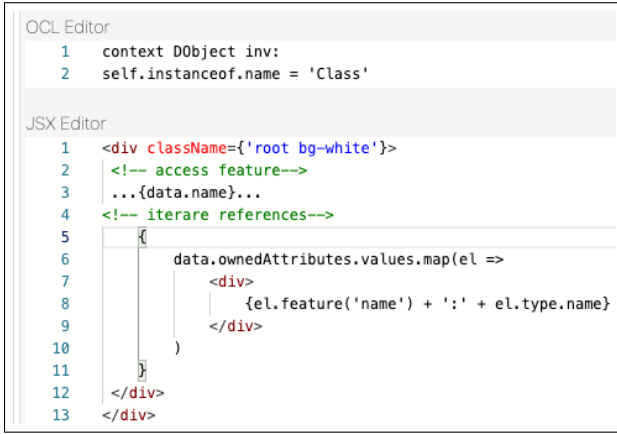 OCL Editor
1 context DObject inv:
2 self.instanceof.name = 'Class'
JSX Editor
1 <div className={'root bg-white'}>
2 <!-- access feature-->
3 ...{data.name}...
4 <!-- iterare references-->
5 {
6 data.ownedAttributes.values.map(el =>
7 <div>
8 {el.feature('name') + ':' + el.type.name}
9 </div>
10 )
11 }
12 </div>
13 </div>